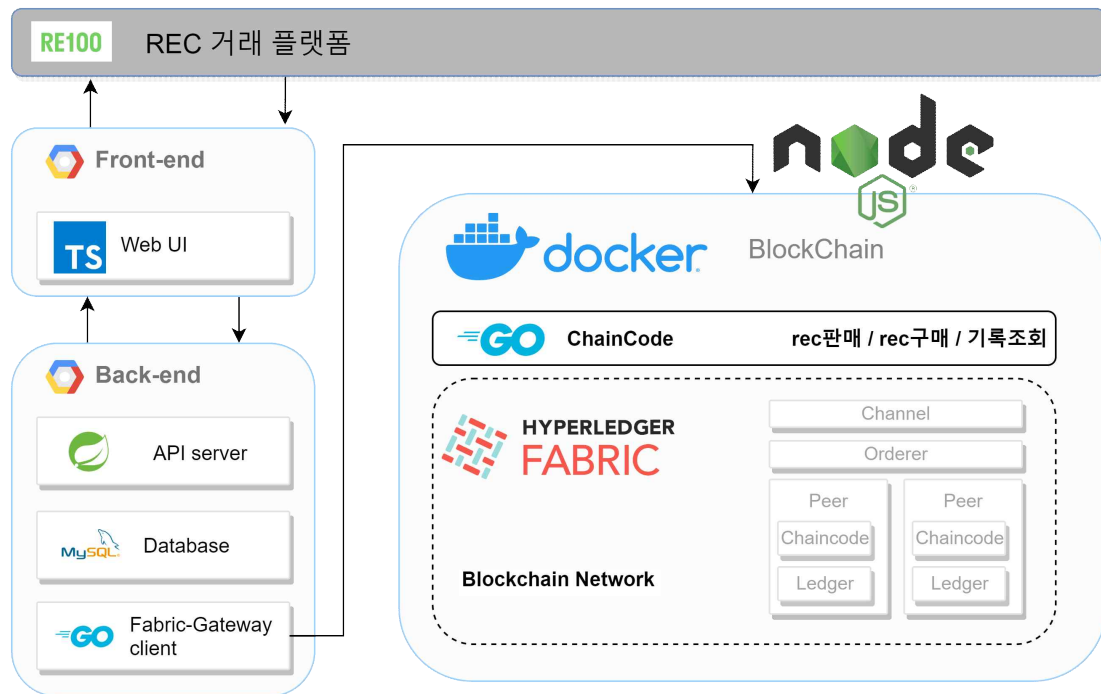 RE100 REC 거래 플랫폼
Front-end
TS Web UI
Back-end
API server
MySQL. Database
GO Fabric-Gateway
client
node
JS
docker BlockChain
GO ChainCode rec판매 / rec구매 / 기록조회
HYPERLEDGER
FABRIC
Blockchain Network
Channel
Orderer
Peer Peer
Chaincode Chaincode
Ledger Ledger